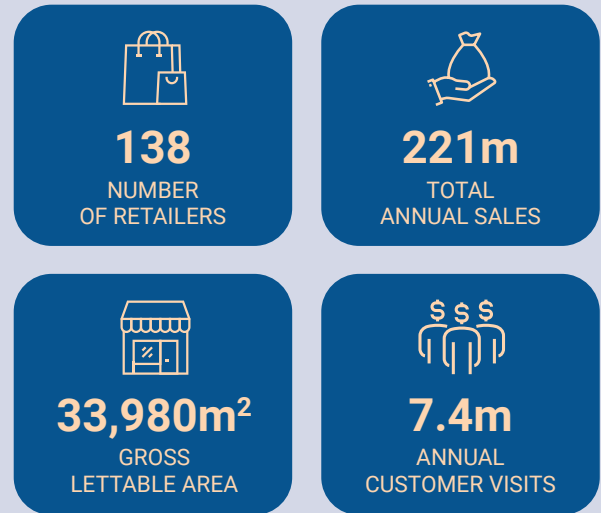 138
NUMBER
OF RETAILERS
221m
TOTAL
ANNUAL SALES
33,980m²
GROSS
LETTABLE AREA
$ $ $
7.4m
ANNUAL
CUSTOMER VISITS